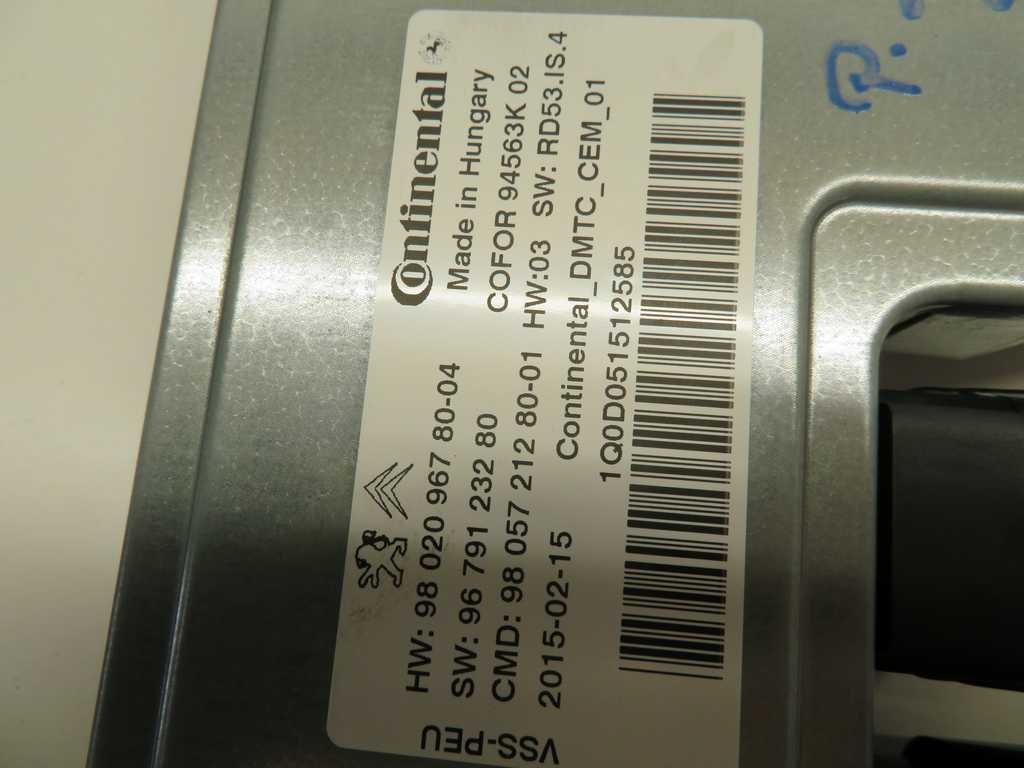 Continental
Made in Hungary
HW: 98 020 967 80-04
SW: 96 791 232 80 COFOR 94563K 02
CMD: 98 057 212 80-01 HW:03 SW: RD53.IS.4
2015-02-15 Continental_DMTC_CEM_01
1Q0D051512585
VSS-PEU